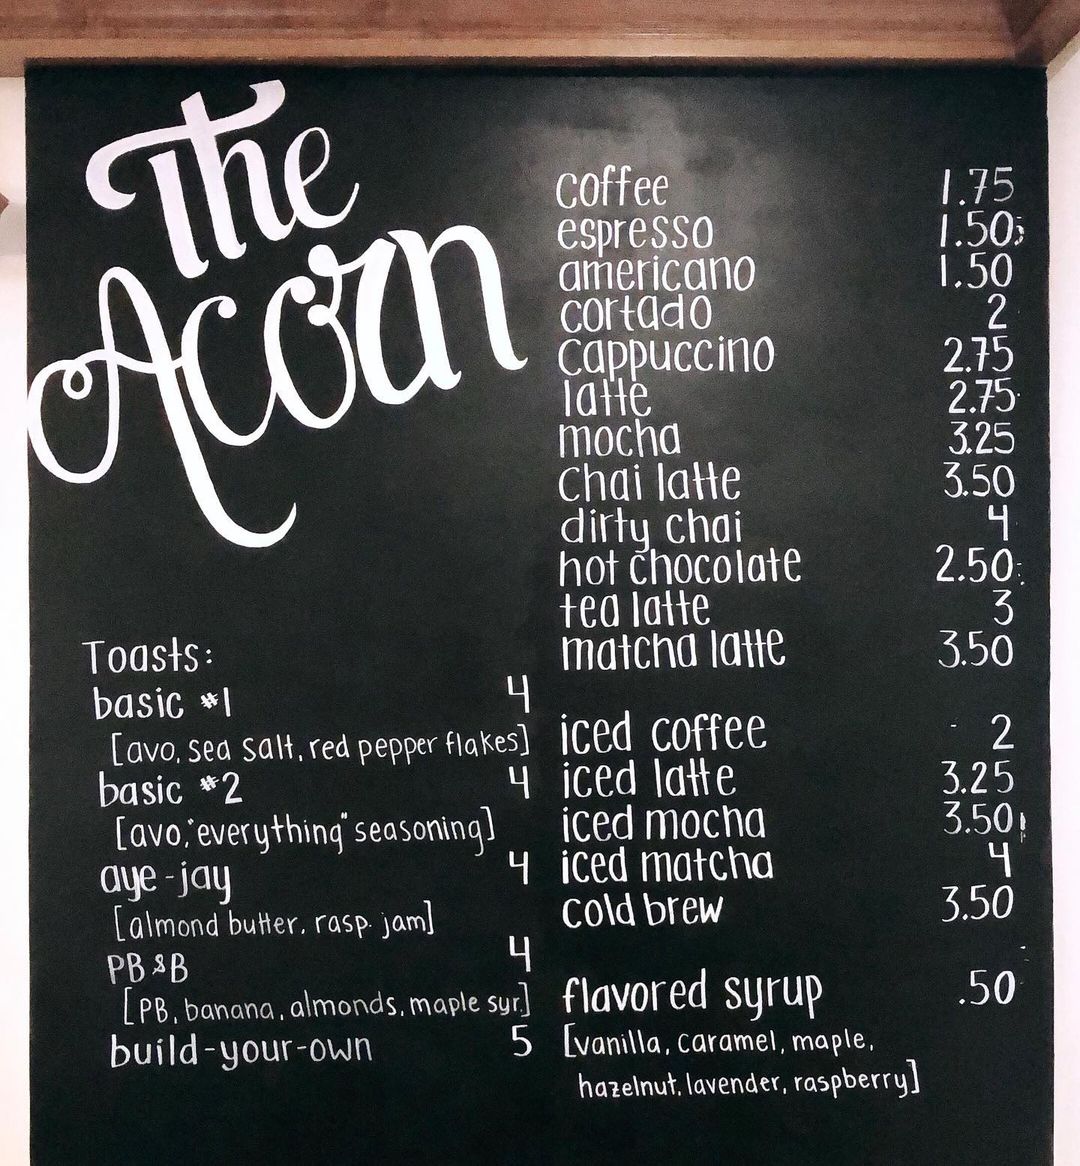 The
Acorn
Toasts:
basic #1 4
[avo, sea salt, red pepper flakes]
basic #2 4
[avo, "everything" seasoning]
aye-jay 4
[almond butter, rasp. jam]
PB&B 4
[PB, banana, almonds, maple syr.]
build-your-own 5
coffee 1.75
espresso 1.50
americano 1.50
cortado 2
cappuccino 2.75
latte 2.75
mocha 3.25
chai latte 3.50
dirty chai 4
hot chocolate 2.50
tea latte 3
matcha latte 3.50
iced coffee 2
iced latte 3.25
iced mocha 3.50
iced matcha 4
cold brew 3.50
flavored syrup .50
[vanilla, caramel, maple,
hazelnut, lavender, raspberry]